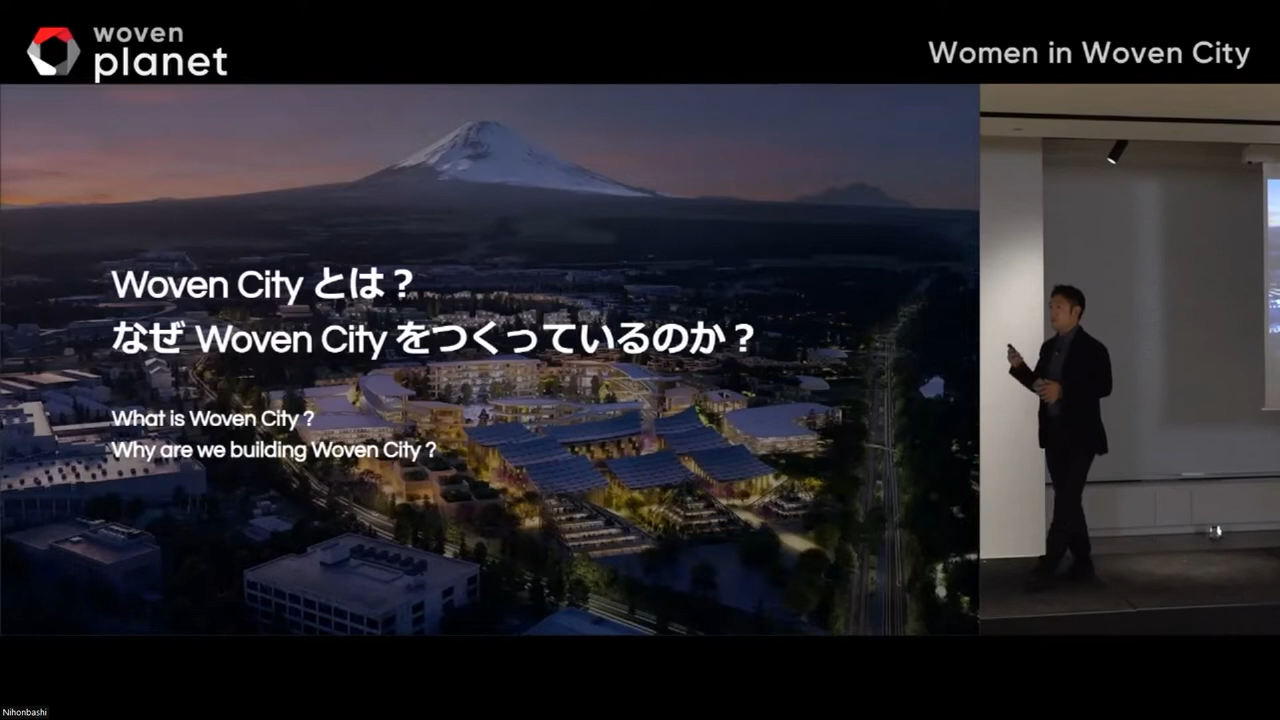 woven
planet
Women in Woven City
Woven City とは？
なぜ Woven City をつくっているのか？
What is Woven City ?
Why are we building Woven City ?
Nihonbashi